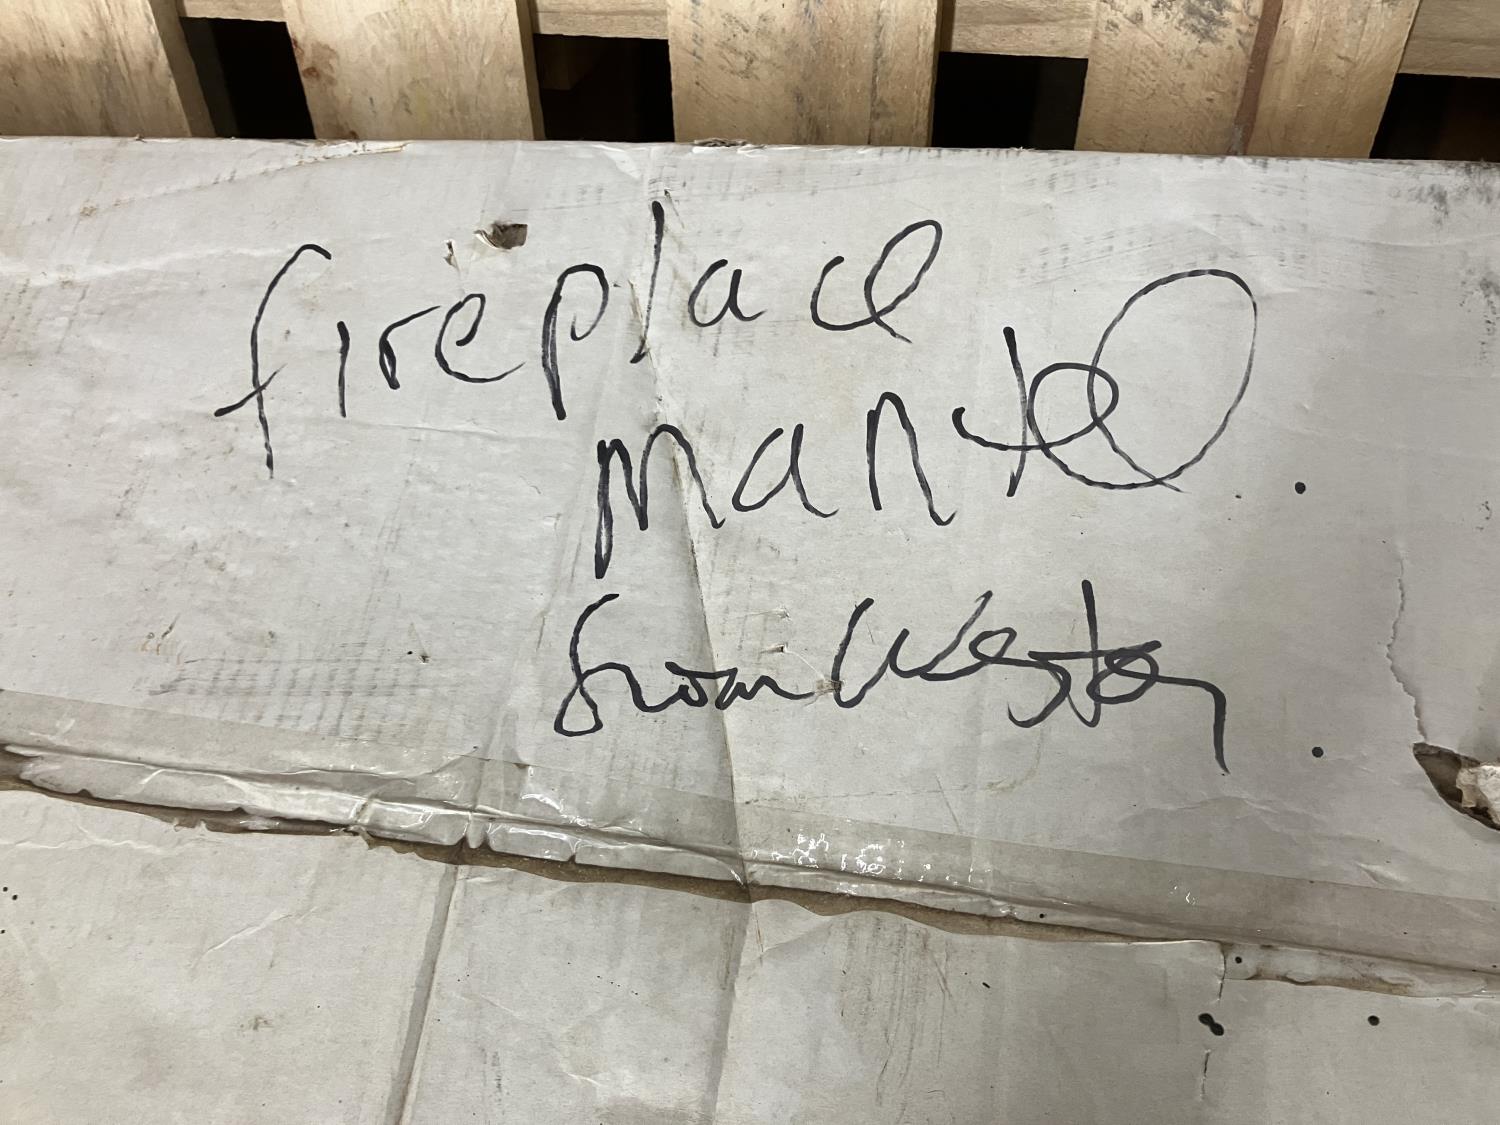 fireplace
mantel.
from Weston.